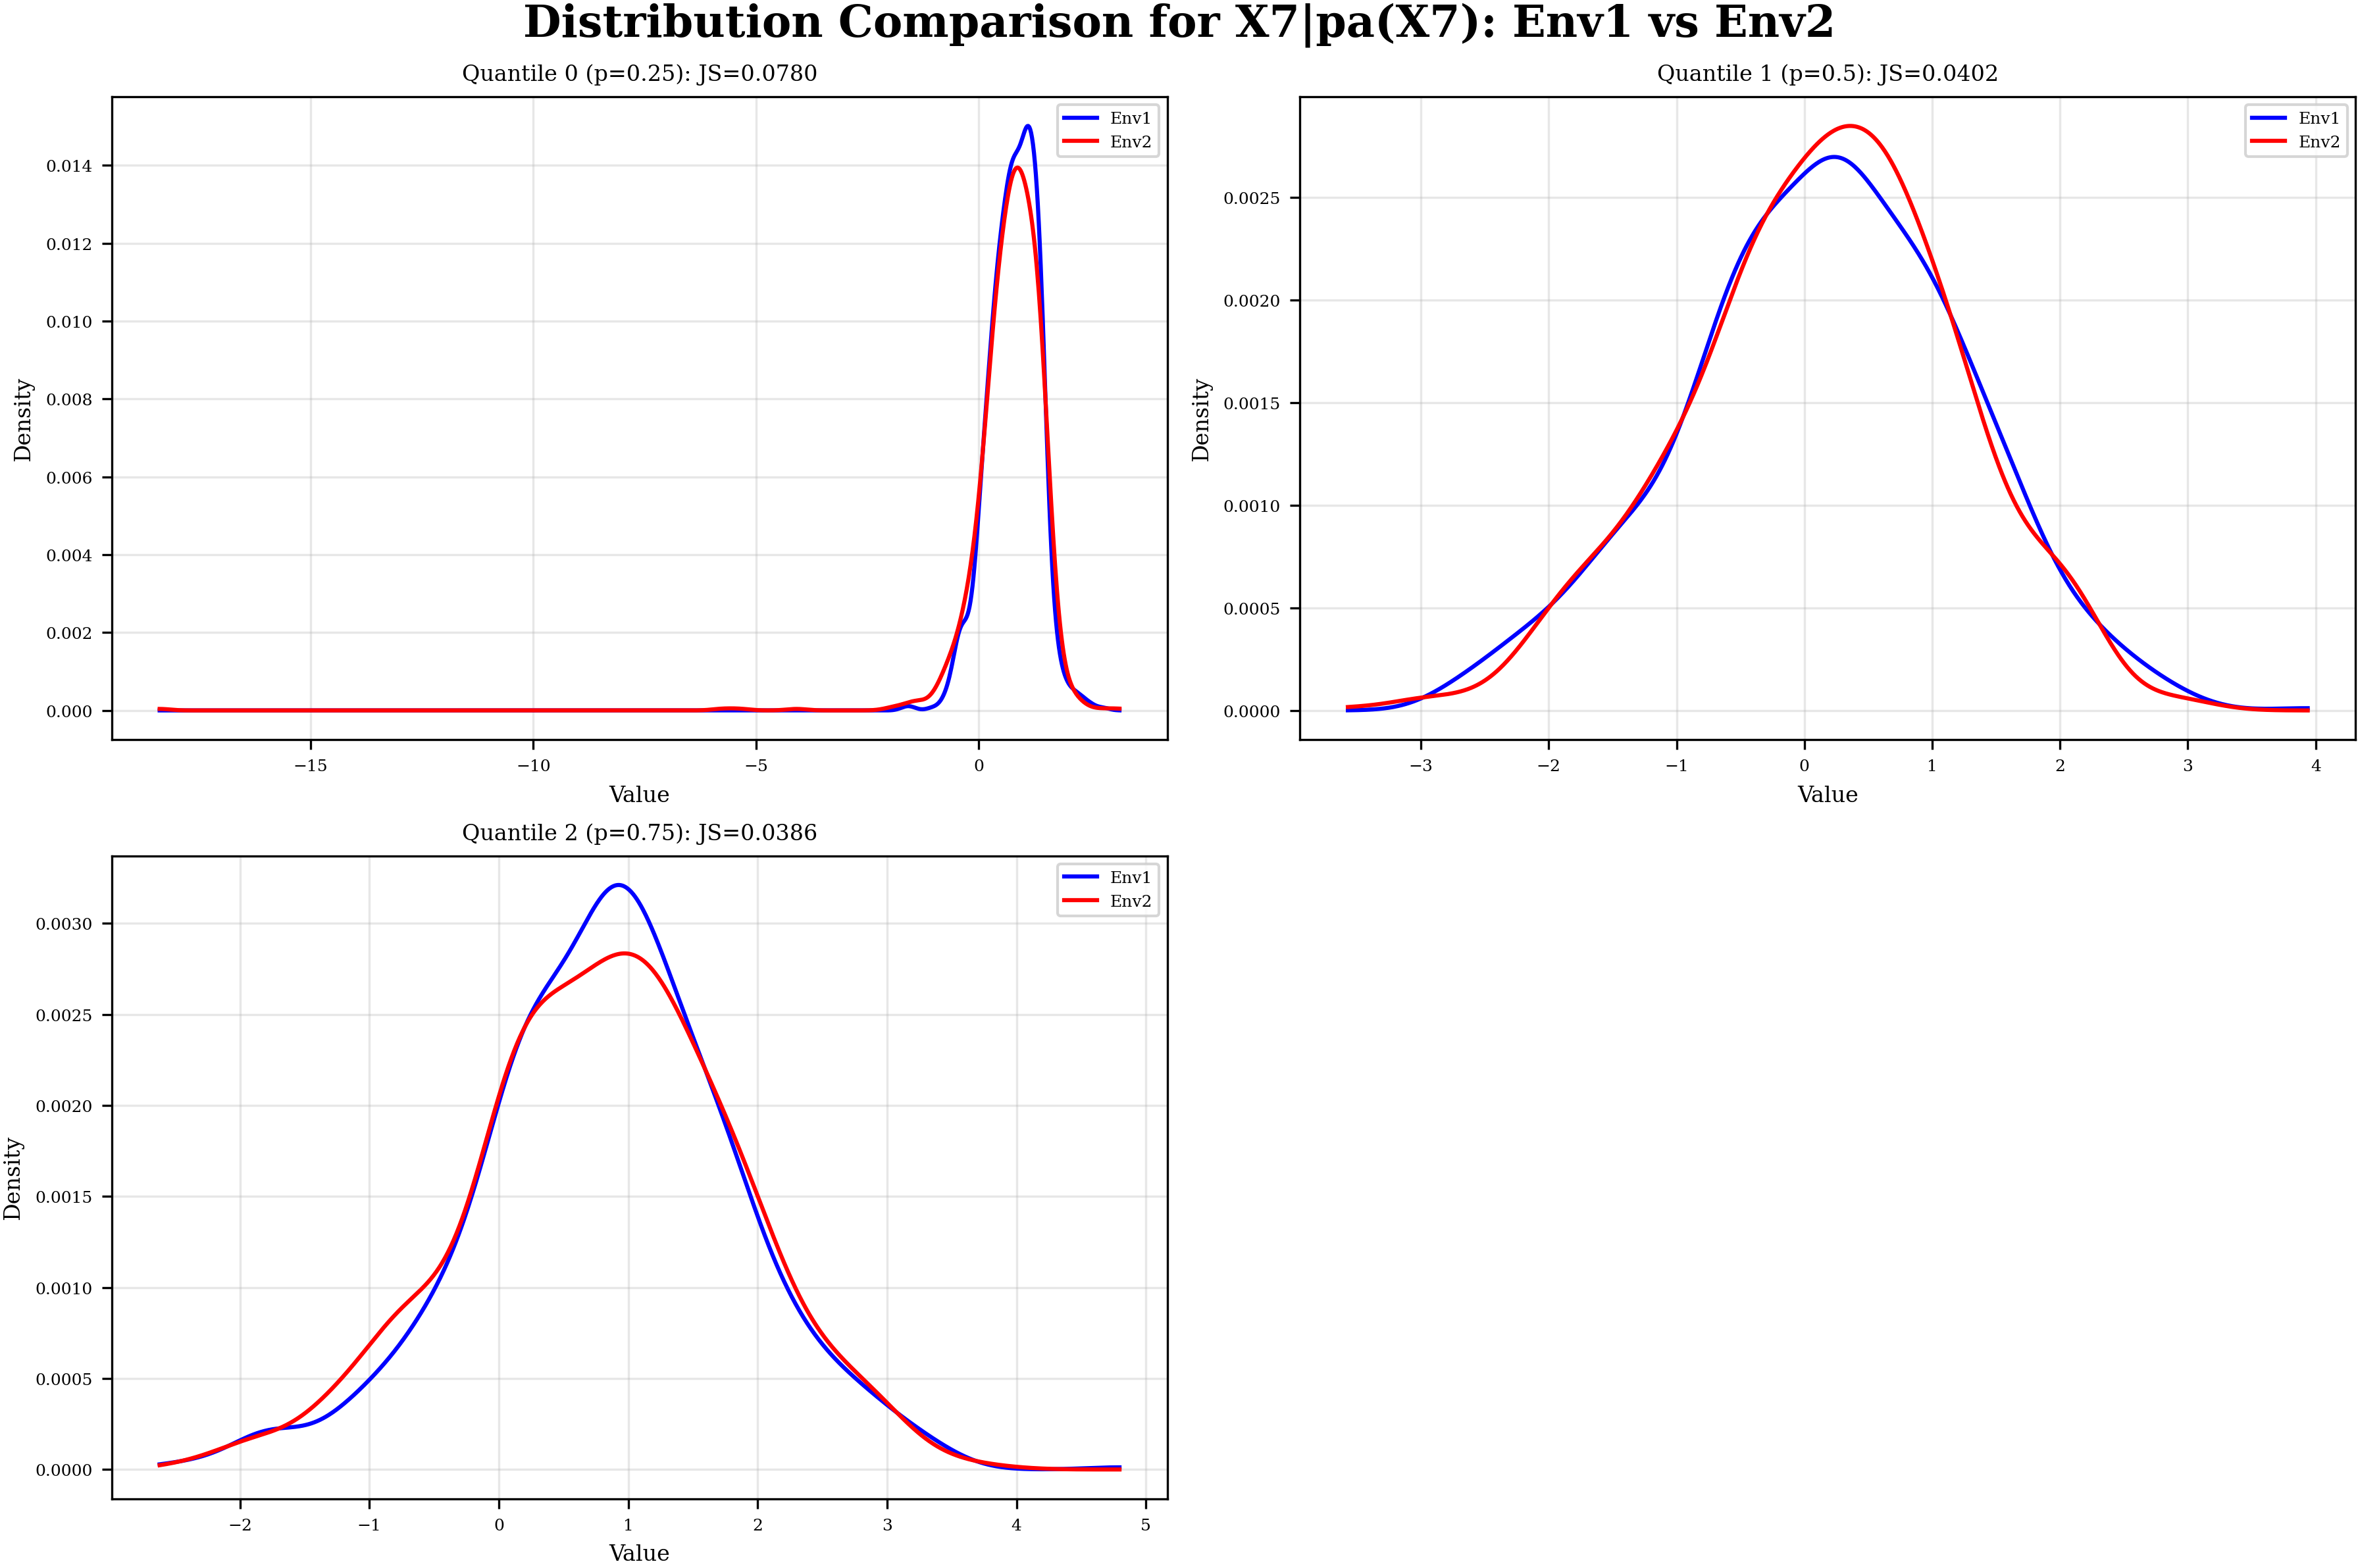 Distribution Comparison for X7|pa(X7): Env1 vs Env2
Quantile 0 (p=0.25): JS=0.0780
Env1
Env2
0.014
0.012
0.010
0.008
0.006
0.004
0.002
0.000
Density
−15
−10
−5
0
Value
Quantile 1 (p=0.5): JS=0.0402
Env1
Env2
0.0025
0.0020
0.0015
0.0010
0.0005
0.0000
Density
−3
−2
−1
0
1
2
3
4
Value
Quantile 2 (p=0.75): JS=0.0386
Env1
Env2
0.0030
0.0025
0.0020
0.0015
0.0010
0.0005
0.0000
Density
−2
−1
0
1
2
3
4
5
Value